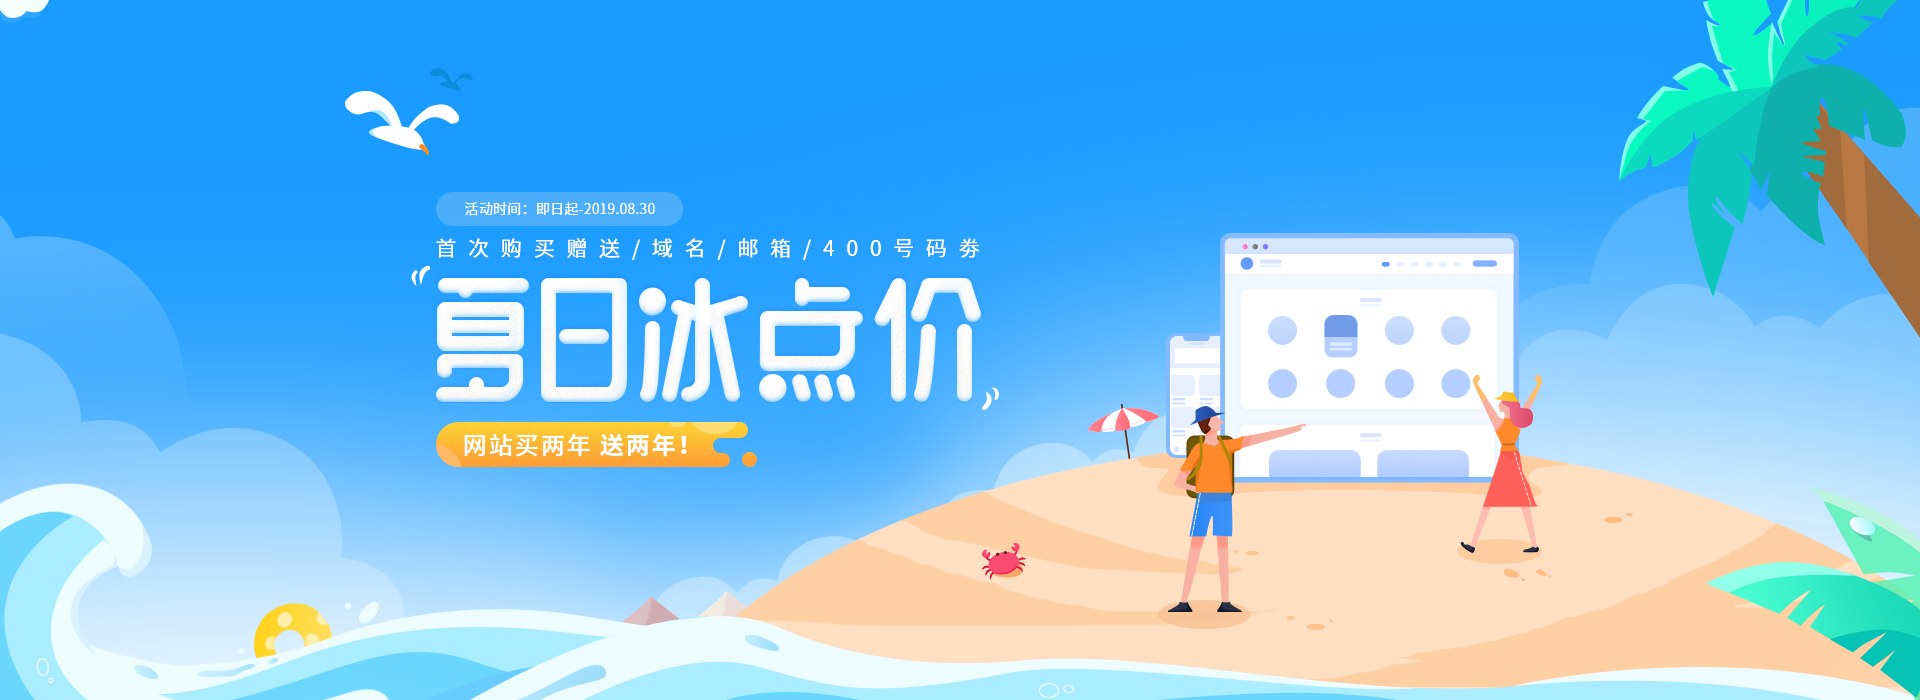 活动时间：即日起-2019.08.30
首次购买赠送/域名/邮箱/400号码券
夏日冰点价
网站买两年 送两年！